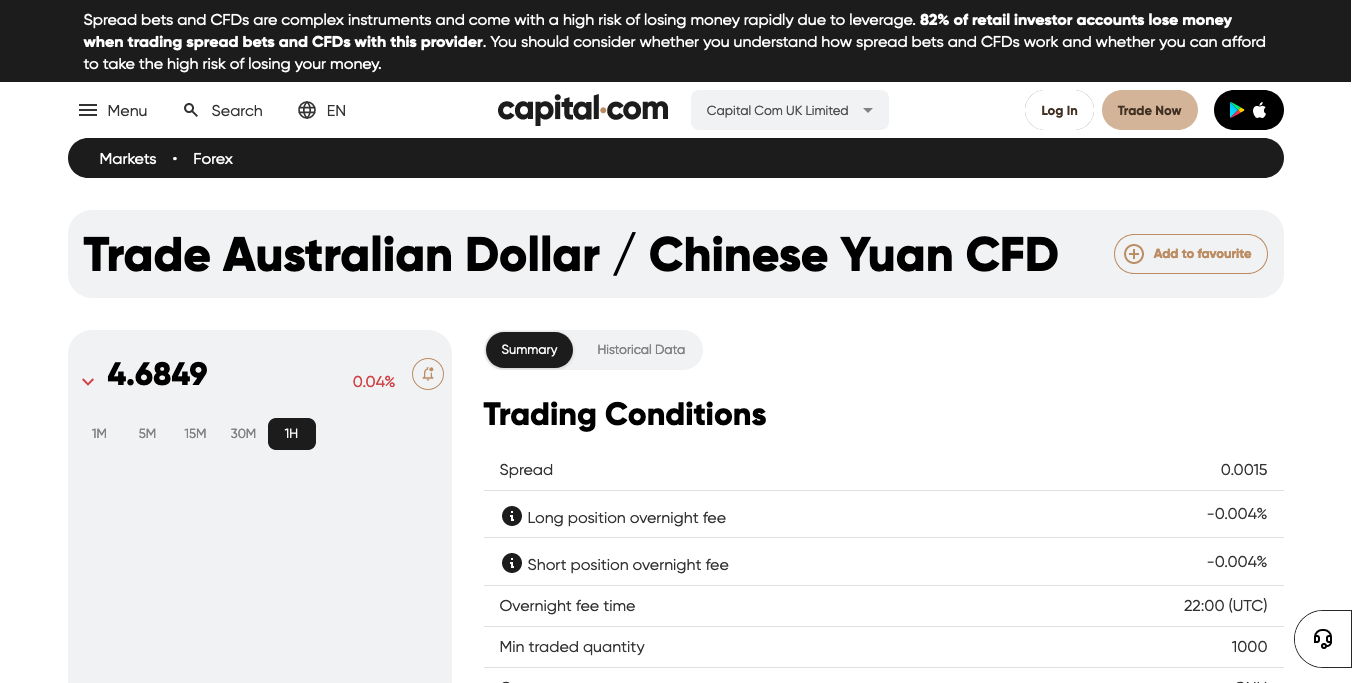 Spread bets and CFDs are complex instruments and come with a high risk of losing money rapidly due to leverage. 82% of retail investor accounts lose money
when trading spread bets and CFDs with this provider. You should consider whether you understand how spread bets and CFDs work and whether you can afford
to take the high risk of losing your money.
Menu Search EN capital.com Capital Com UK Limited Log In Trade Now
Markets • Forex
Trade Australian Dollar / Chinese Yuan CFD Add to favourite
4.6849 0.04%
1M 5M 15M 30M 1H
Summary Historical Data
Trading Conditions
Spread 0.0015
Long position overnight fee -0.004%
Short position overnight fee -0.004%
Overnight fee time 22:00 (UTC)
Min traded quantity 1000